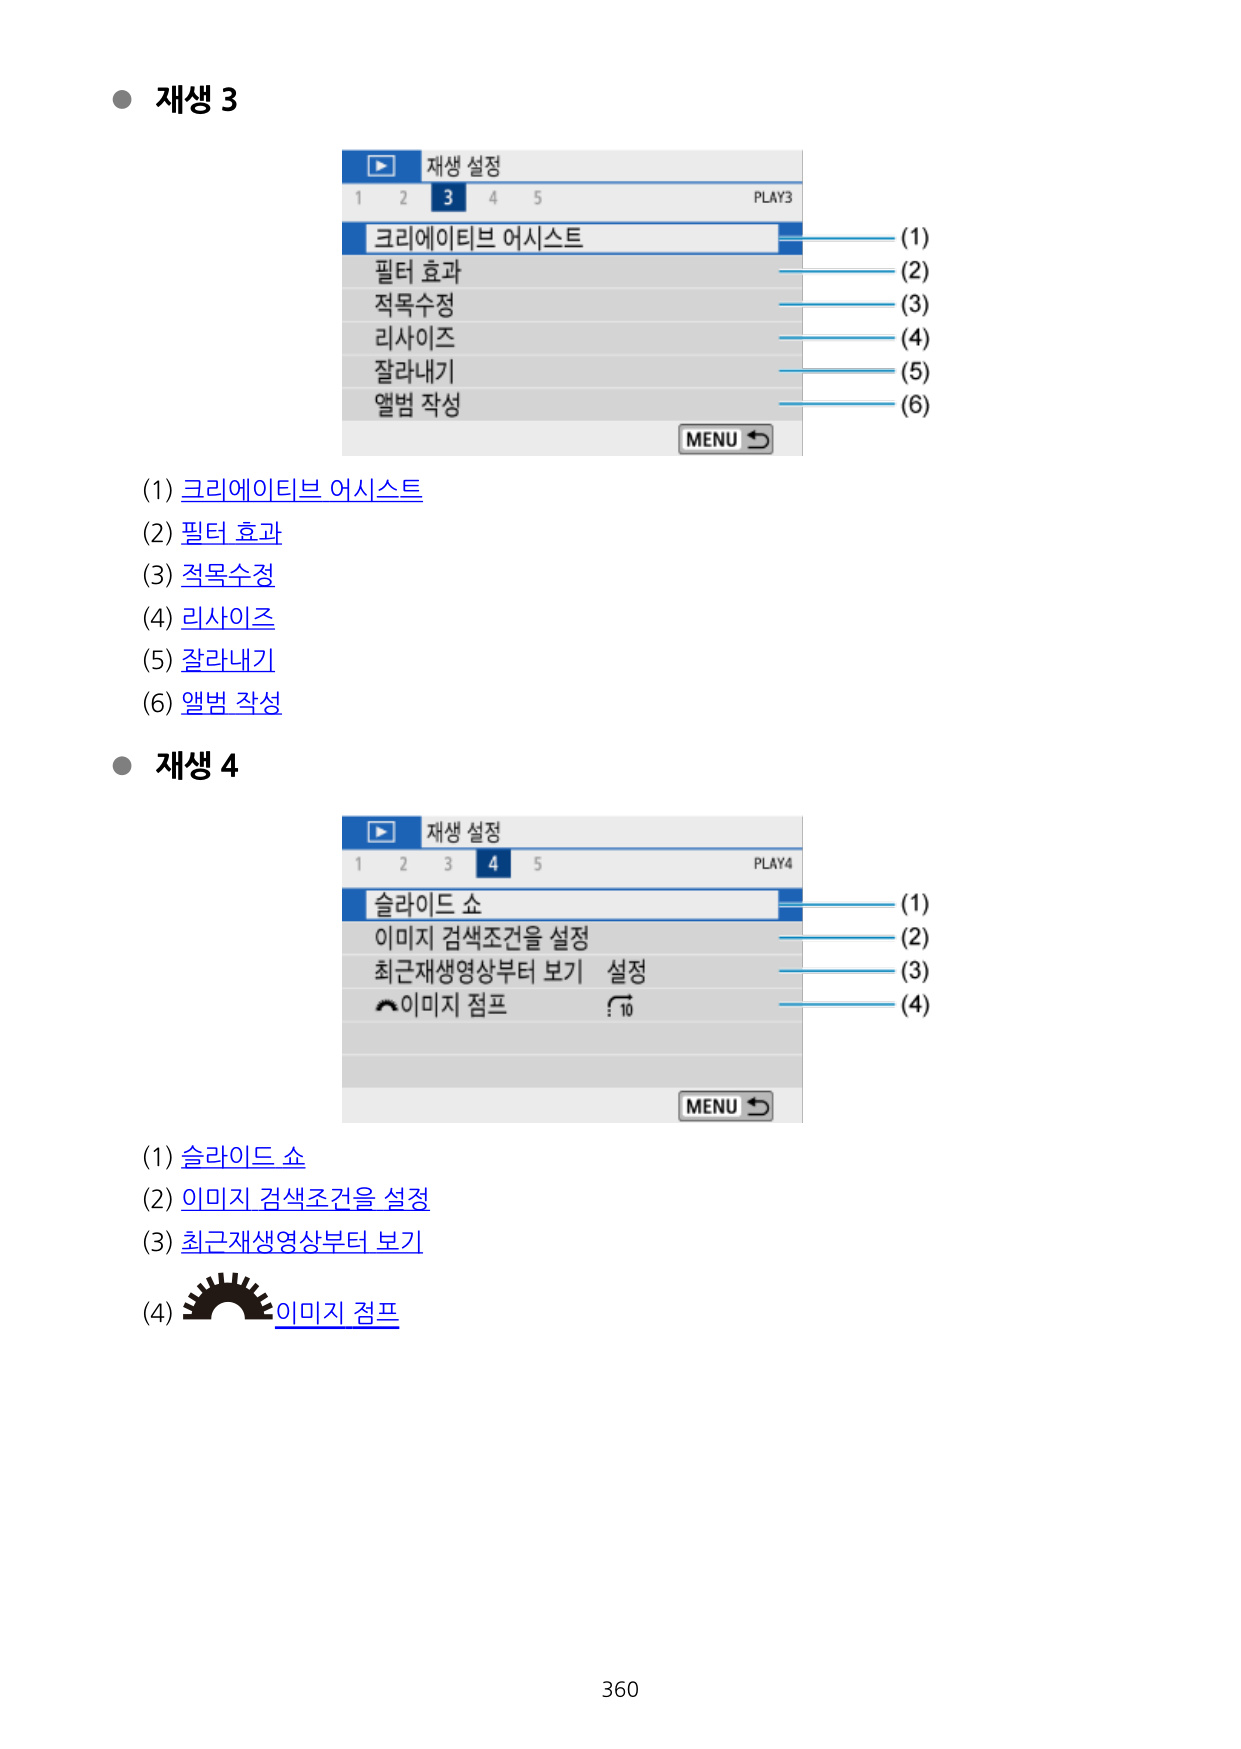 재생 3
재생 설정
1 2 3 4 5 PLAY3
크리에이티브 어시스트 (1)
필터 효과 (2)
적목수정 (3)
리사이즈 (4)
잘라내기 (5)
앨범 작성 (6)
MENU
(1) 크리에이티브 어시스트
(2) 필터 효과
(3) 적목수정
(4) 리사이즈
(5) 잘라내기
(6) 앨범 작성
재생 4
재생 설정
1 2 3 4 5 PLAY4
슬라이드 쇼 (1)
이미지 검색조건을 설정 (2)
최근재생영상부터 보기 설정 (3)
이미지 점프 10 (4)
MENU
(1) 슬라이드 쇼
(2) 이미지 검색조건을 설정
(3) 최근재생영상부터 보기
(4) 이미지 점프
360